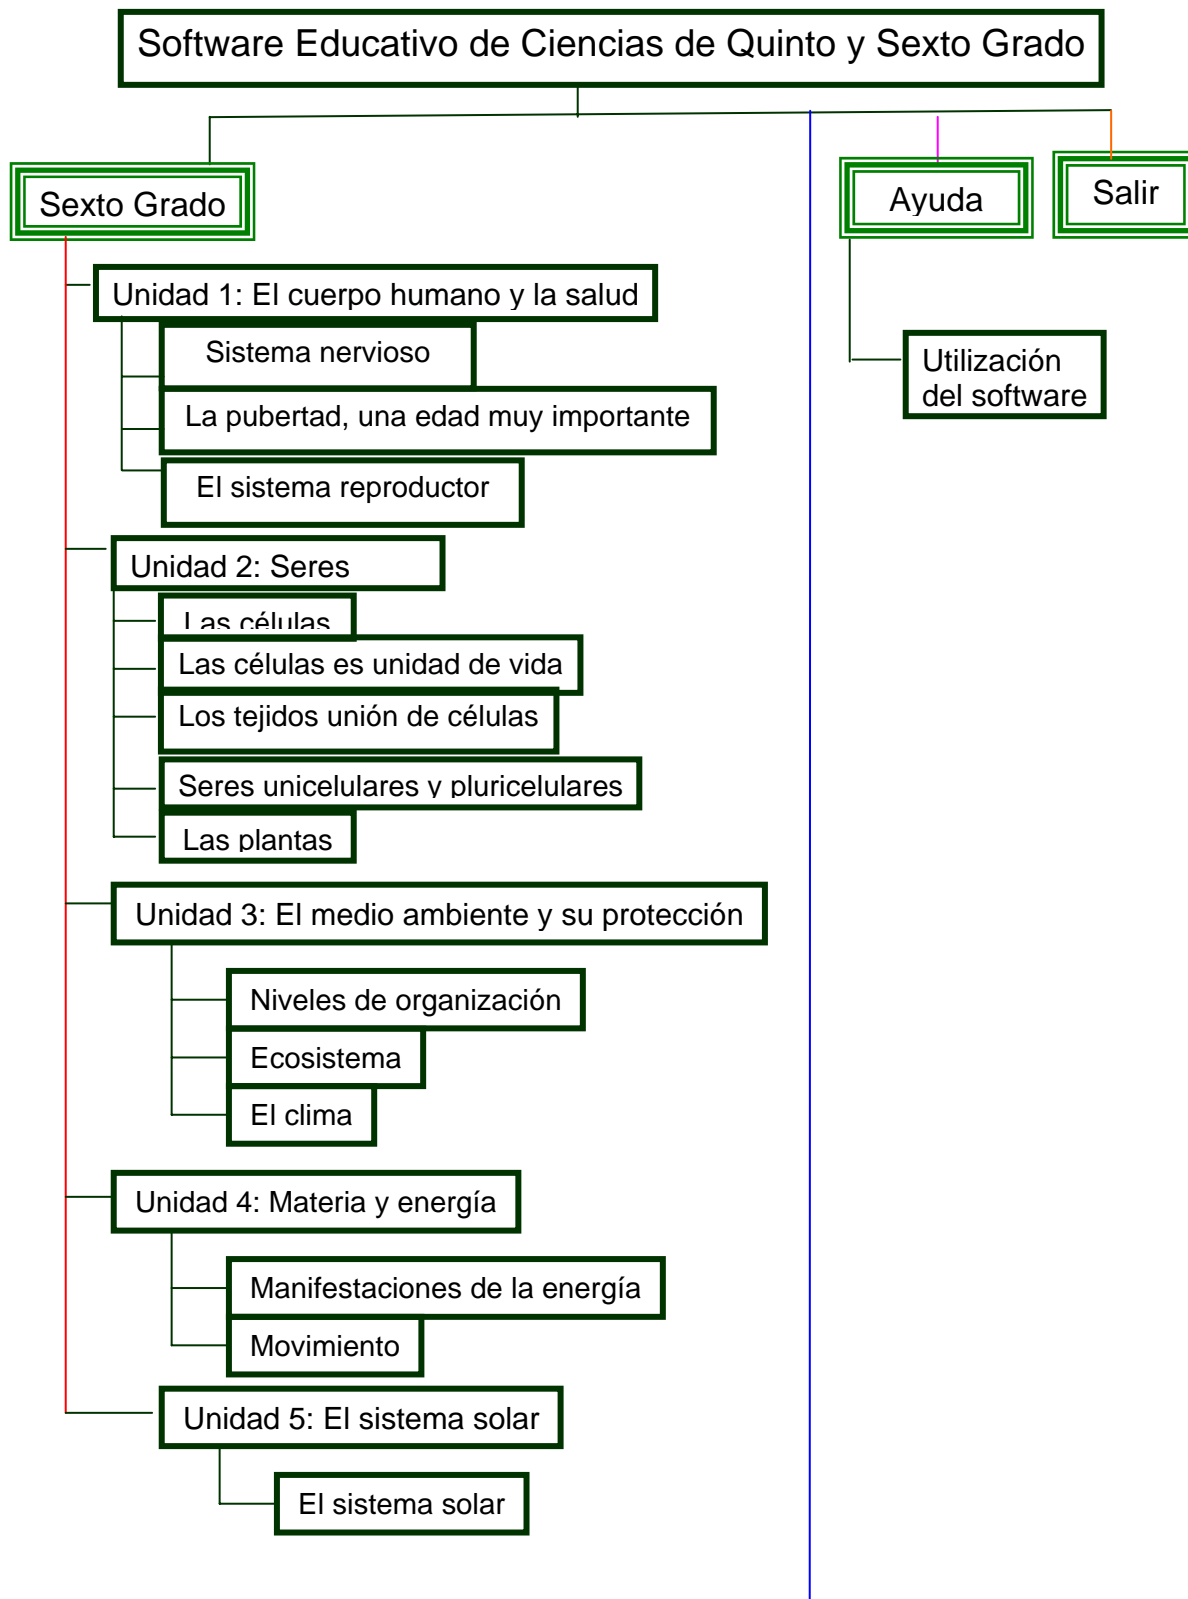 Software Educativo de Ciencias de Quinto y Sexto Grado
Sexto Grado
Ayuda
Salir
Unidad 1: El cuerpo humano y la salud
Sistema nervioso
La pubertad, una edad muy importante
El sistema reproductor
Utilización
del software
Unidad 2: Seres
Las células
Las células es unidad de vida
Los tejidos unión de células
Seres unicelulares y pluricelulares
Las plantas
Unidad 3: El medio ambiente y su protección
Niveles de organización
Ecosistema
El clima
Unidad 4: Materia y energía
Manifestaciones de la energía
Movimiento
Unidad 5: El sistema solar
El sistema solar